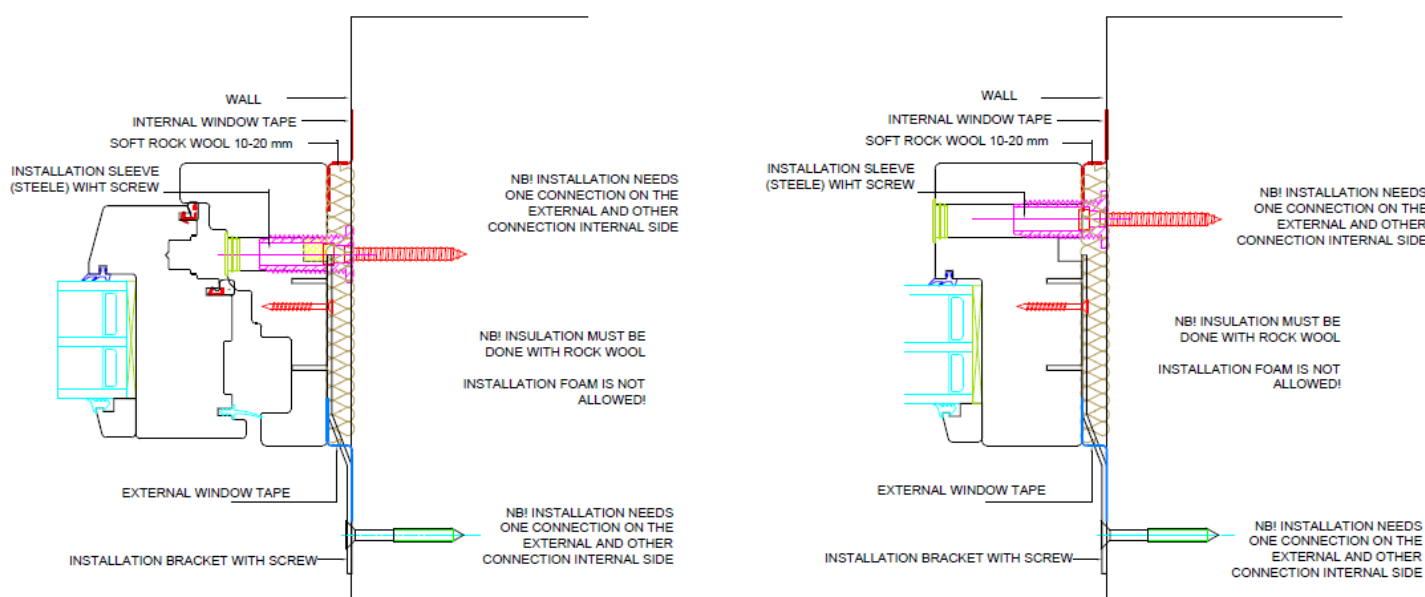 WALL
INTERNAL WINDOW TAPE
SOFT ROCK WOOL 10-20 mm
INSTALLATION SLEEVE
(STEELE) WIHT SCREW
NB! INSTALLATION NEEDS
ONE CONNECTION ON THE
EXTERNAL AND OTHER
CONNECTION INTERNAL SIDE
NB! INSULATION MUST BE
DONE WITH ROCK WOOL
INSTALLATION FOAM IS NOT
ALLOWED!
EXTERNAL WINDOW TAPE
NB! INSTALLATION NEEDS
ONE CONNECTION ON THE
EXTERNAL AND OTHER
CONNECTION INTERNAL SIDE
INSTALLATION BRACKET WITH SCREW
WALL
INTERNAL WINDOW TAPE
SOFT ROCK WOOL 10-20 mm
INSTALLATION SLEEVE
(STEELE) WIHT SCREW
NB! INSTALLATION NEEDS
ONE CONNECTION ON THE
EXTERNAL AND OTHER
CONNECTION INTERNAL SIDE
NB! INSULATION MUST BE
DONE WITH ROCK WOOL
INSTALLATION FOAM IS NOT
ALLOWED!
EXTERNAL WINDOW TAPE
NB! INSTALLATION NEEDS
ONE CONNECTION ON THE
EXTERNAL AND OTHER
CONNECTION INTERNAL SIDE
INSTALLATION BRACKET WITH SCREW